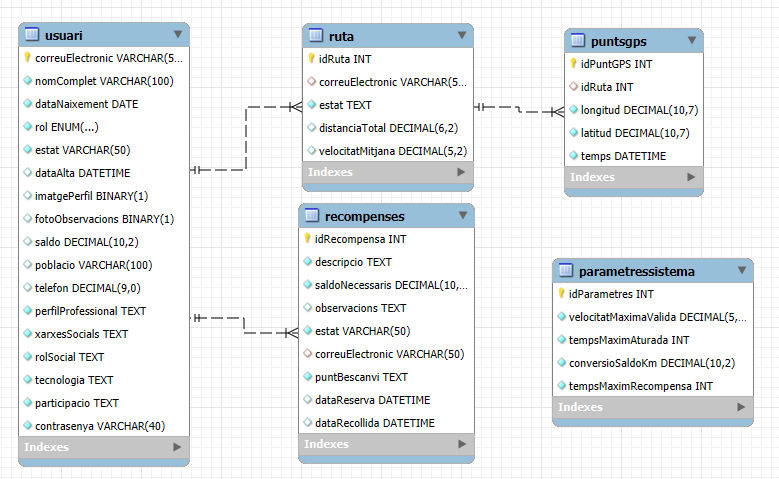 usuari
correuElectronic VARCHAR(5...
nomComplet VARCHAR(100)
dataNaixement DATE
rol ENUM(...)
estat VARCHAR(50)
dataAlta DATETIME
imatgePerfil BINARY(1)
fotoObservacions BINARY(1)
saldo DECIMAL(10,2)
poblacio VARCHAR(100)
telefon DECIMAL(9,0)
perfilProfessional TEXT
xarxesSocials TEXT
rolSocial TEXT
tecnologia TEXT
participacio TEXT
contrasenya VARCHAR(40)
Indexes
ruta
idRuta INT
correuElectronic VARCHAR(5...
estat TEXT
distanciaTotal DECIMAL(6,2)
velocitatMitjana DECIMAL(5,2)
Indexes
recompenses
idRecompensa INT
descripcio TEXT
saldoNecessaris DECIMAL(10,...
observacions TEXT
estat VARCHAR(50)
correuElectronic VARCHAR(50)
puntBescanvi TEXT
dataReserva DATETIME
dataRecollida DATETIME
Indexes
puntsgps
idPuntGPS INT
idRuta INT
longitud DECIMAL(10,7)
latitud DECIMAL(10,7)
temps DATETIME
Indexes
parametressistema
idParametres INT
velocitatMaximaValida DECIMAL(5,...
tempsMaximAturada INT
conversioSaldoKm DECIMAL(10,2)
tempsMaximRecompensa INT
Indexes